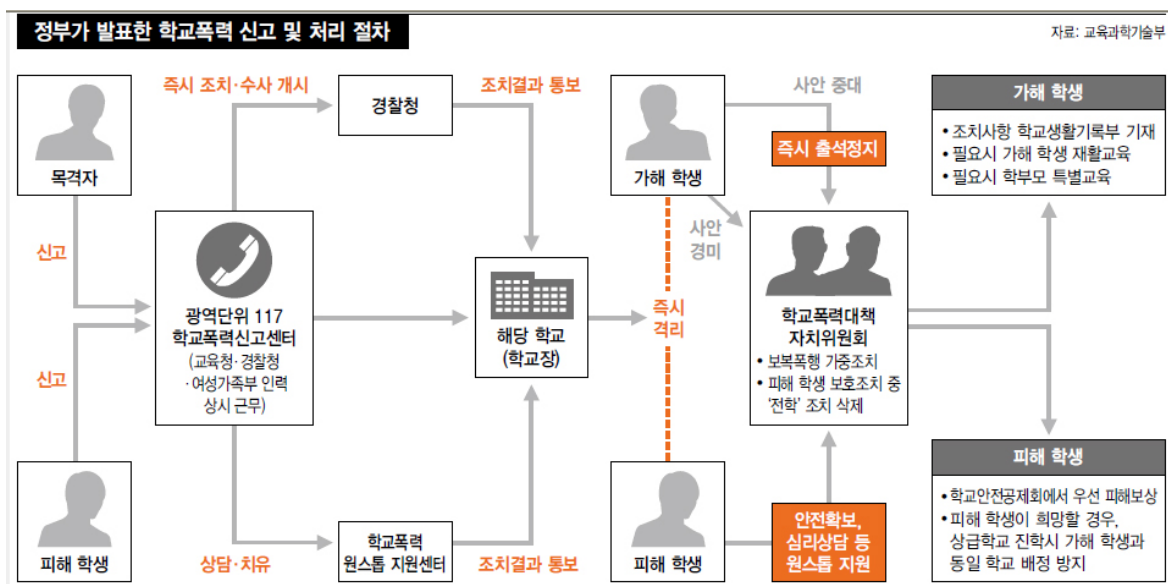 정부가 발표한 학교폭력 신고 및 처리 절차
자료: 교육과학기술부
목격자
신고
신고
피해 학생
즉시 조치·수사 개시
광역단위 117
학교폭력신고센터
(교육청·경찰청
·여성가족부 인력
상시 근무)
상담·치유
경찰청
조치결과 통보
해당 학교
(학교장)
학교폭력
원스톱 지원센터
조치결과 통보
가해 학생
즉시
격리
피해 학생
사안 중대
즉시 출석정지
사안
경미
학교폭력대책
자치위원회
• 보복폭행 가중조치
• 피해 학생 보호조치 중
'전학' 조치 삭제
안전확보,
심리상담 등
원스톱 지원
가해 학생
• 조치사항 학교생활기록부 기재
• 필요시 가해 학생 재활교육
• 필요시 학부모 특별교육
피해 학생
• 학교안전공제회에서 우선 피해보상
• 피해 학생이 희망할 경우,
상급학교 진학시 가해 학생과
동일 학교 배정 방지